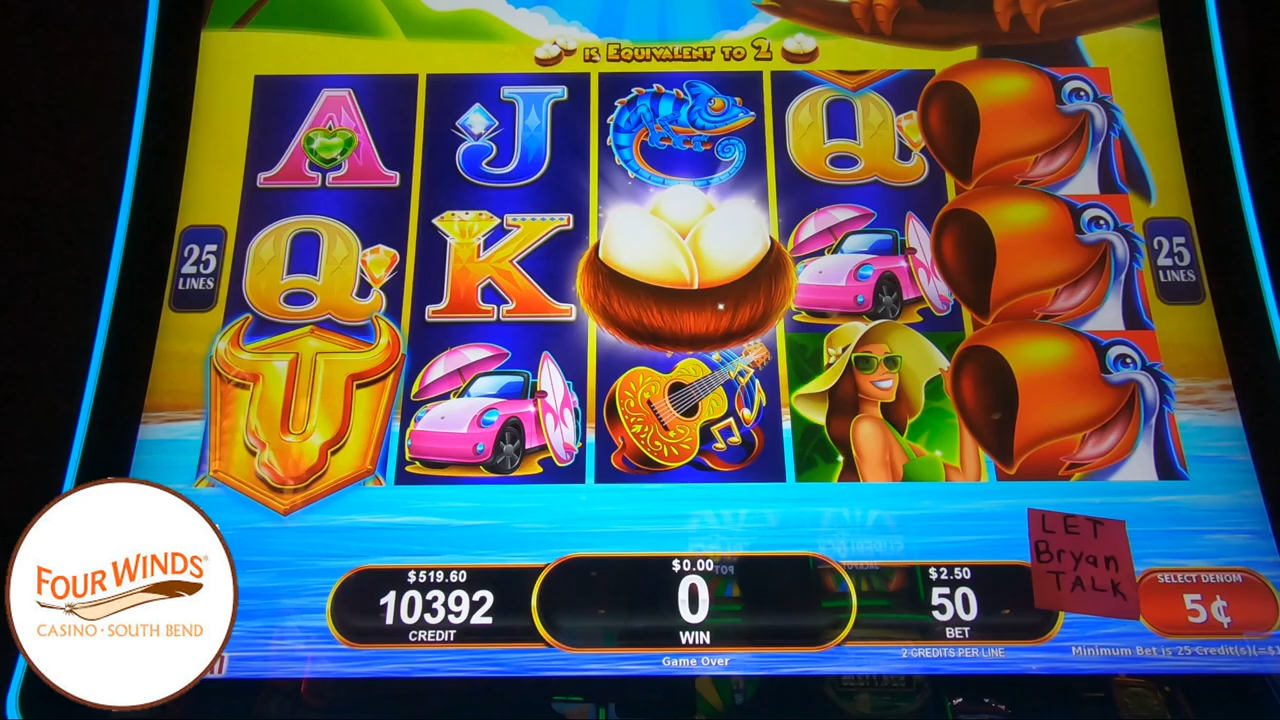 IS EQUIVALENT TO 2
A
J
Q
Q
K
25
LINES
25
LINES
LET
Bryan
TALK
$519.60
10392
CREDIT
$0.00
0
WIN
Game Over
$2.50
50
BET
2 CREDITS PER LINE
SELECT DENOM
5¢
Minimum Bet is 25 Credit(s)(=$
FOUR WINDS®
CASINO · SOUTH BEND